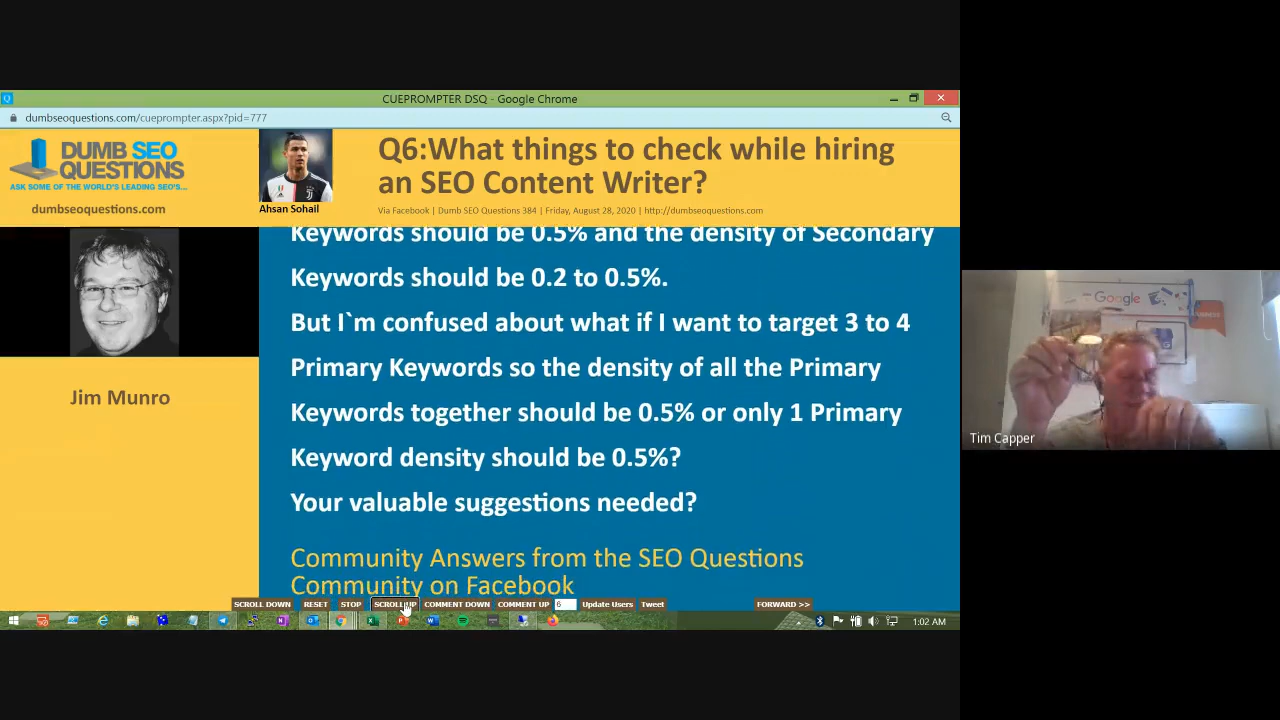 CUEPROMPTER DSQ - Google Chrome
dumbseoquestions.com/cueprompter.aspx?pid=777
DUMB SEO
QUESTIONS
ASK SOME OF THE WORLD'S LEADING SEO'S...
dumbseoquestions.com
Ahsan Sohail
Q6:What things to check while hiring
an SEO Content Writer?
Via Facebook | Dumb SEO Questions 384 | Friday, August 28, 2020 | http://dumbseoquestions.com
Jim Munro
Keywords should be 0.5% and the density of Secondary
Keywords should be 0.2 to 0.5%.
But I`m confused about what if I want to target 3 to 4
Primary Keywords so the density of all the Primary
Keywords together should be 0.5% or only 1 Primary
Keyword density should be 0.5%?
Your valuable suggestions needed?
Community Answers from the SEO Questions
Community on Facebook
SCROLL DOWN RESET STOP SCROLL UP COMMENT DOWN COMMENT UP 6 Update Users Tweet FORWARD >>
1:02 AM
Google
Tim Capper